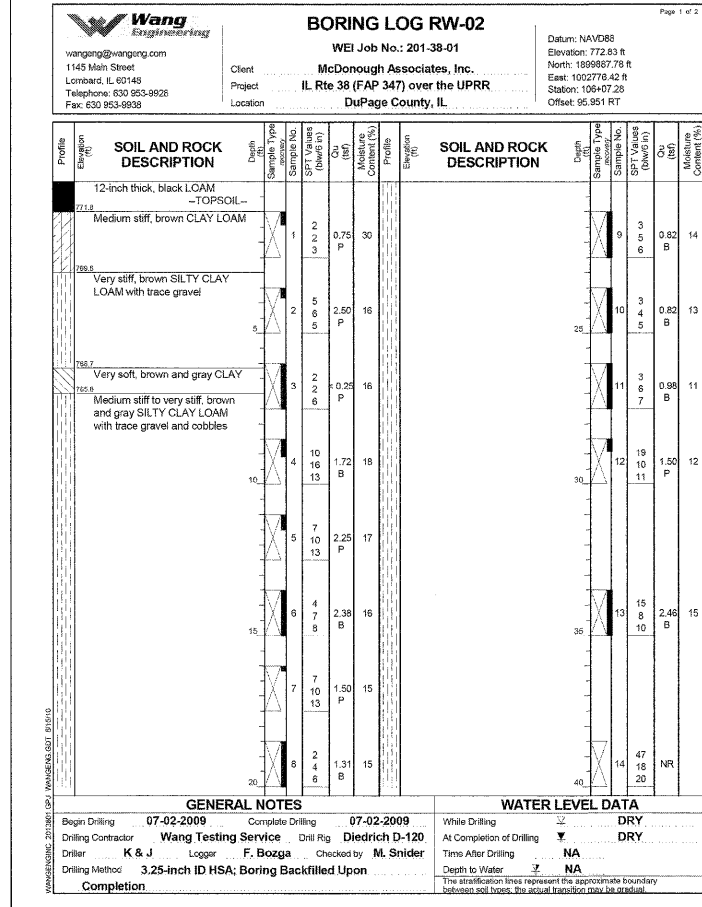 Page 1 of 2
Wang
Engineering
wangeng@wangeng.com
1145 Main Street
Lombard, IL 60148
Telephone: 630 953-9928
Fax: 630 953-9938
BORING LOG RW-02
WEI Job No.: 201-38-01
Client McDonough Associates, Inc.
Project IL Rte 38 (FAP 347) over the UPRR
Location DuPage County, IL
Datum: NAVD88
Elevation: 772.83 ft
North: 1899887.78 ft
East: 1002776.42 ft
Station: 106+07.28
Offset: 95.951 RT
Profile Elevation (ft) SOIL AND ROCK DESCRIPTION Depth (ft) Sample Type recovery Sample No. SPT Values (blw/6 in) Qu (tsf) Moisture Content (%)
Profile Elevation (ft) SOIL AND ROCK DESCRIPTION Depth (ft) Sample Type recovery Sample No. SPT Values (blw/6 in) Qu (tsf) Moisture Content (%)
12-inch thick, black LOAM
--TOPSOIL--
771.8
Medium stiff, brown CLAY LOAM
1 2 2 3 0.75 P 30
769.5
Very stiff, brown SILTY CLAY
LOAM with trace gravel
2 5 6 5 2.50 P 16
5
Very soft, brown and gray CLAY
765.6
3 2 2 6 < 0.25 P 16
Medium stiff to very stiff, brown
and gray SILTY CLAY LOAM
with trace gravel and cobbles
4 10 16 13 1.72 B 18
10
5 7 10 13 2.25 P 17
6 4 7 8 2.38 B 16
15
7 7 10 13 1.50 P 15
8 2 4 6 1.31 B 15
20
9 3 5 6 0.82 B 14
10 3 4 5 0.82 B 13
25
11 3 6 7 0.98 B 11
12 19 10 11 1.50 P 12
30
13 15 8 10 2.46 B 15
35
14 47 18 20 NR
40
GENERAL NOTES
Begin Drilling 07-02-2009 Complete Drilling 07-02-2009
Drilling Contractor Wang Testing Service Drill Rig Diedrich D-120
Driller K & J Logger F. Bozga Checked by M. Snider
Drilling Method 3.25-inch ID HSA; Boring Backfilled Upon
Completion
WATER LEVEL DATA
While Drilling DRY
At Completion of Drilling DRY
Time After Drilling NA
Depth to Water NA
The stratification lines represent the approximate boundary
between soil types; the actual transition may be gradual.
WANGENGINC 2013801.GPJ WANGENG.GDT 6/15/10